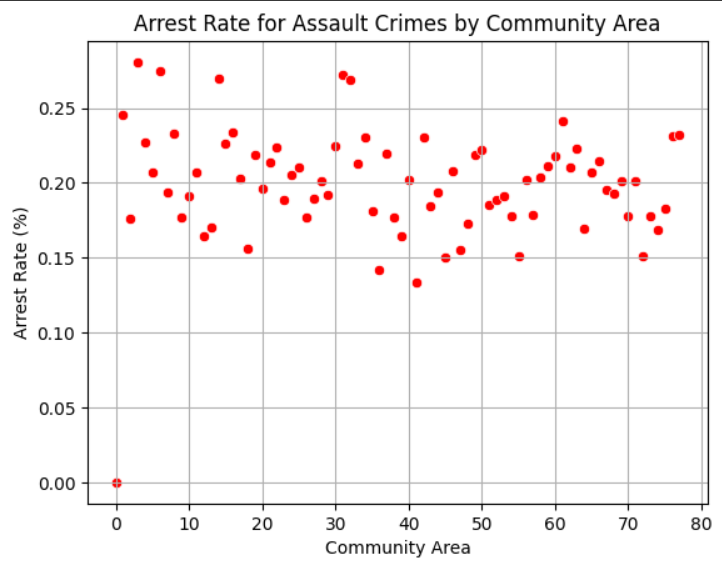 Arrest Rate for Assault Crimes by Community Area
Arrest Rate (%)
0.25
0.20
0.15
0.10
0.05
0.00
0 10 20 30 40 50 60 70 80
Community Area